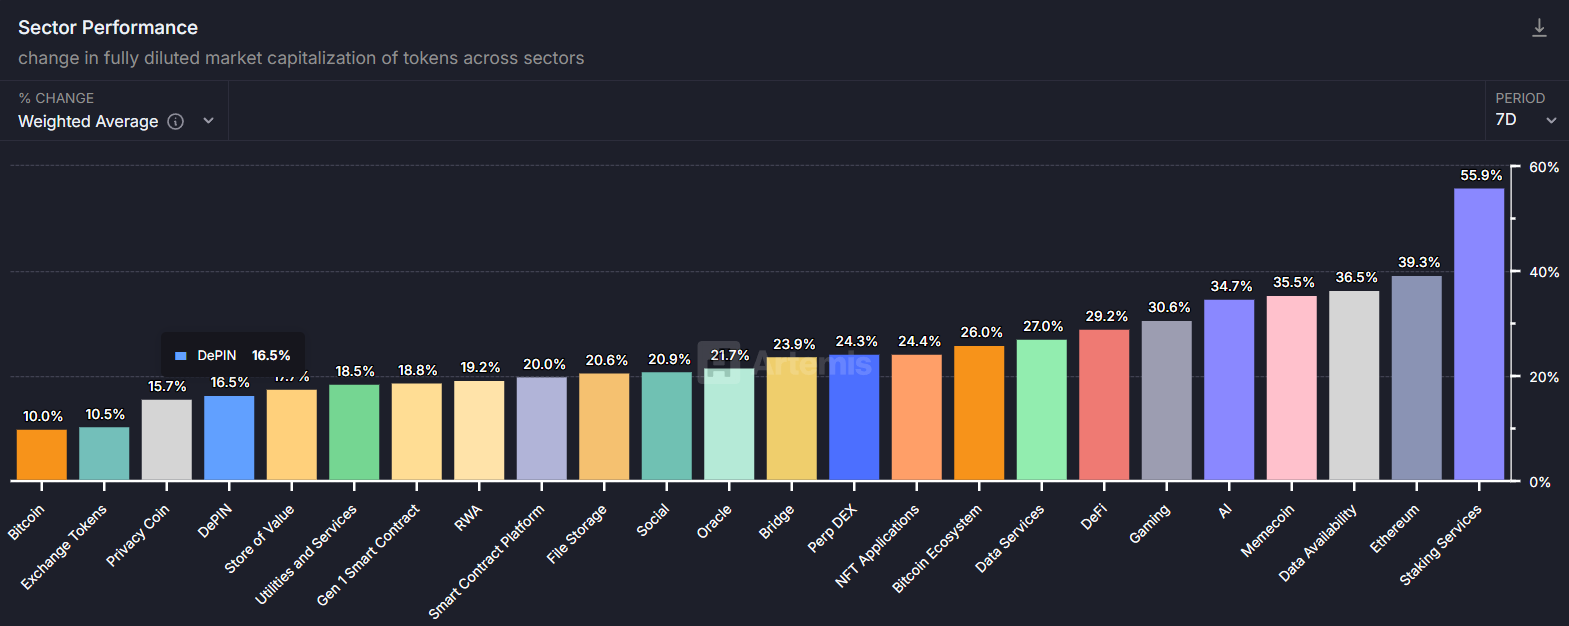 Sector Performance
change in fully diluted market capitalization of tokens across sectors
% CHANGE
Weighted Average
PERIOD
7D
60%
40%
20%
0%
DePIN 16.5%
10.0%
10.5%
15.7%
16.5%
18.5%
18.8%
19.2%
20.0%
20.6%
20.9%
21.7%
23.9%
24.3%
24.4%
26.0%
27.0%
29.2%
30.6%
34.7%
35.5%
36.5%
39.3%
55.9%
Artemis
Bitcoin
Exchange Tokens
Privacy Coin
DePIN
Store of Value
Utilities and Services
Gen 1 Smart Contract
RWA
Smart Contract Platform
File Storage
Social
Oracle
Bridge
Perp DEX
NFT Applications
Bitcoin Ecosystem
Data Services
DeFi
Gaming
AI
Memecoin
Data Availability
Ethereum
Staking Services